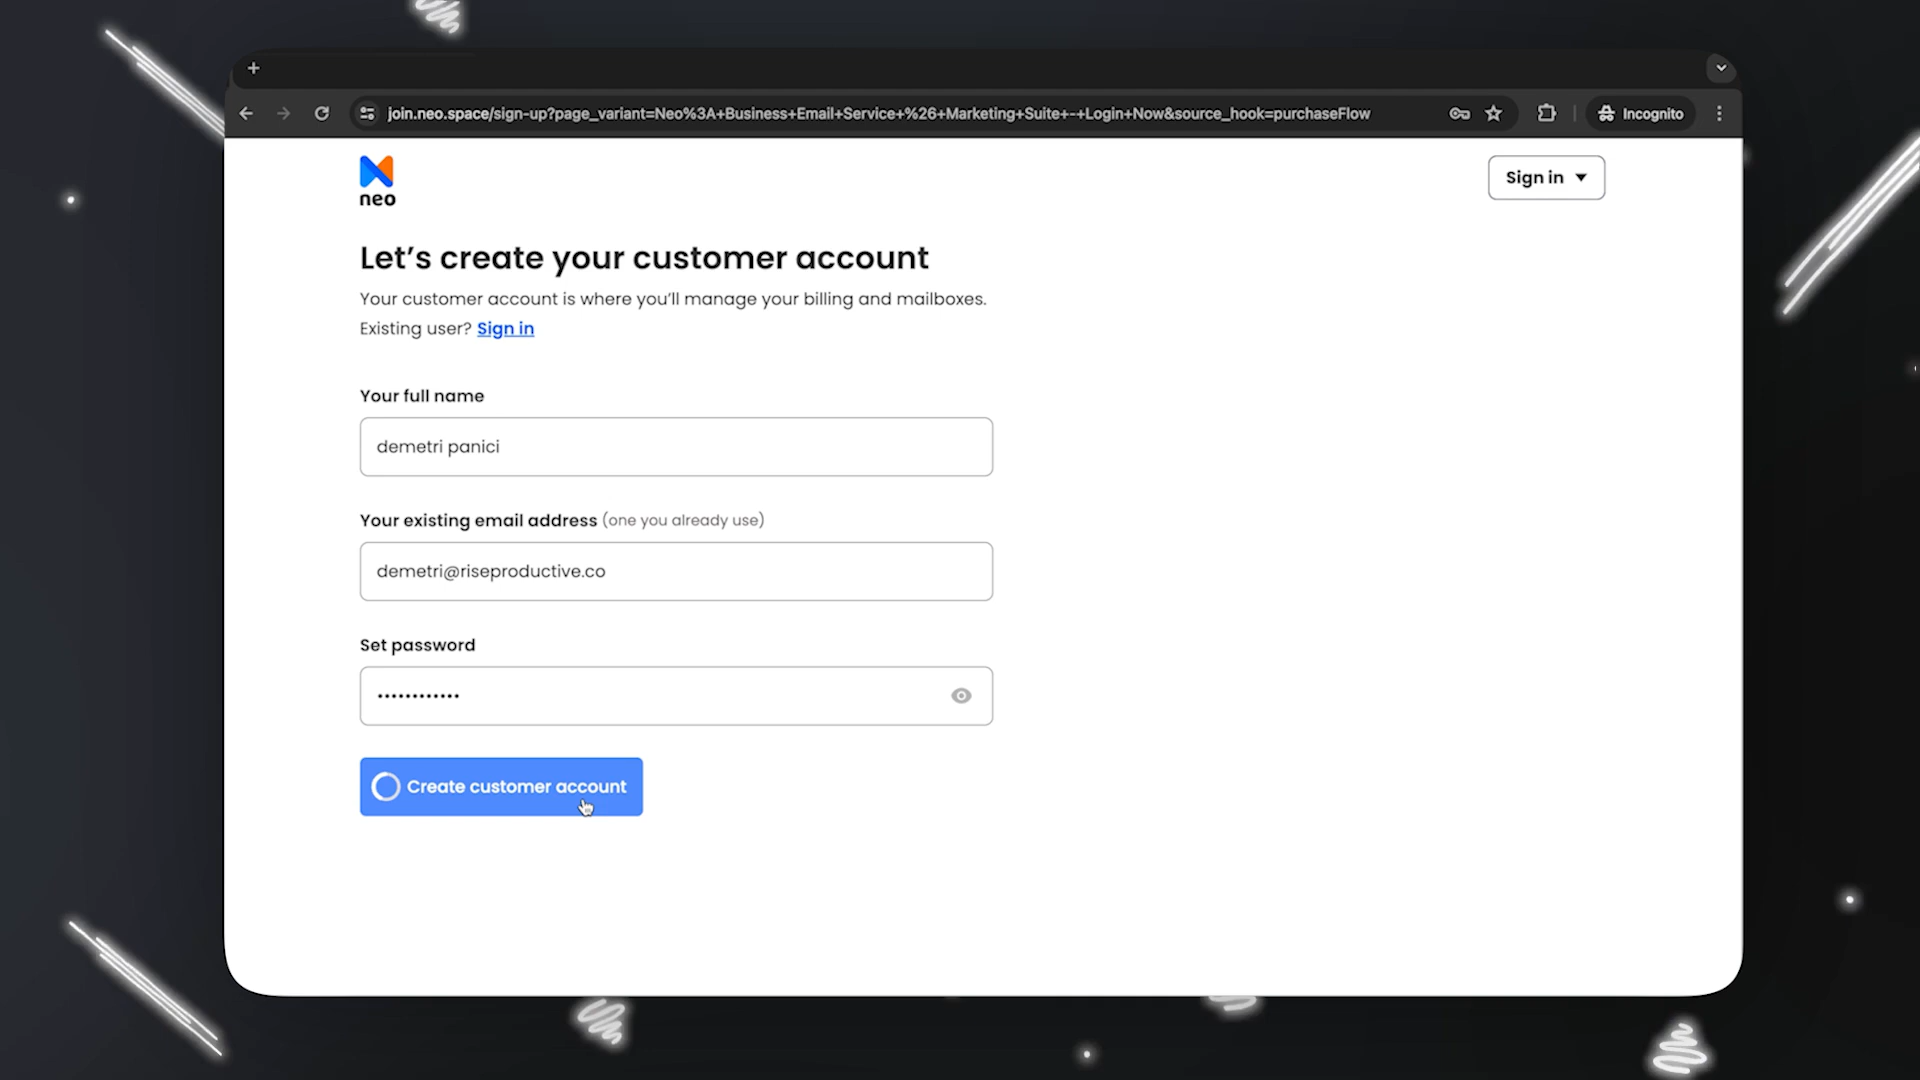 join.neo.space/sign-up?page_variant=Neo%3A+Business+Email+Service+%26+Marketing+Suite+-+Login+Now&source_hook=purchaseFlow
Incognito
neo
Sign in
Let's create your customer account
Your customer account is where you'll manage your billing and mailboxes.
Existing user? Sign in
Your full name
demetri panici
Your existing email address (one you already use)
demetri@riseproductive.co
Set password
••••••••••••
Create customer account